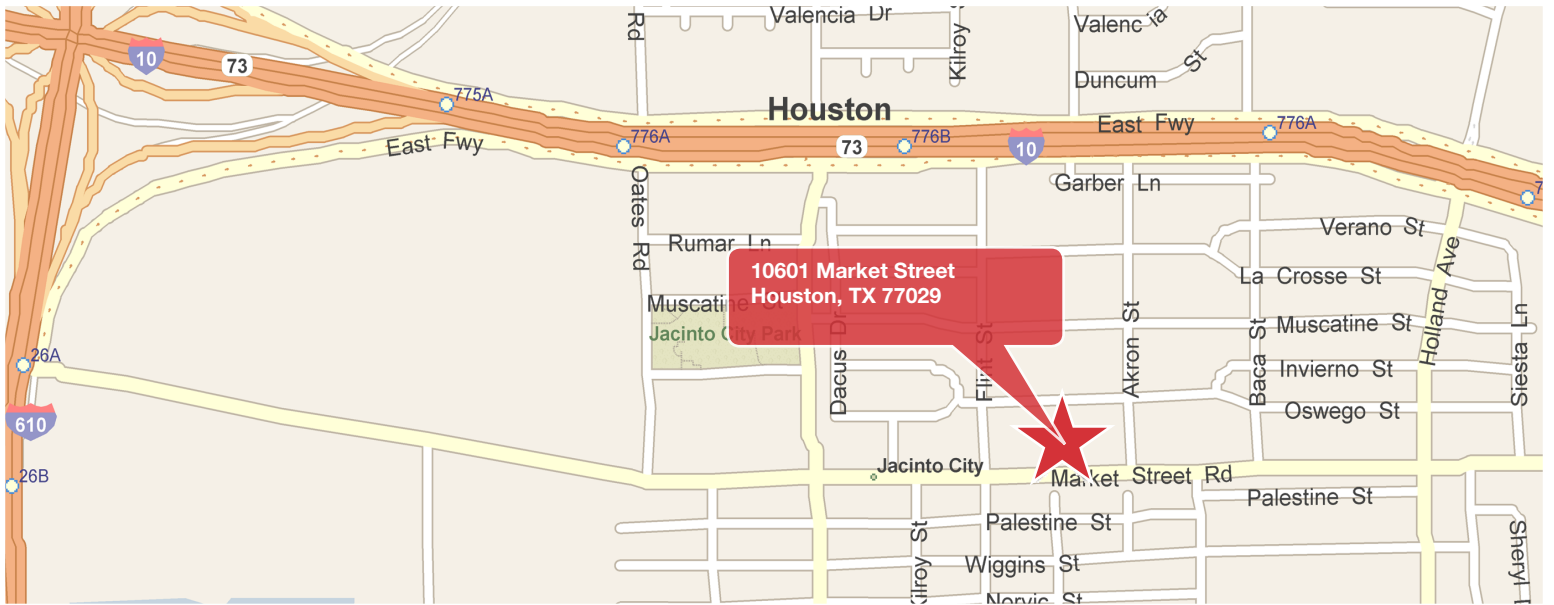 Valencia Dr
Rd
Kilroy S
Valenc ia
10
73
Duncum St
775A
Houston
East Fwy
776A
776A
776B
East Fwy
73
10
7
Oates Rd
Garber Ln
Rumar Ln
Verano St
10601 Market Street
Houston, TX 77029
La Crosse St
Holland Ave
Muscatine St
Jacinto City Park
Muscatine St
Dacus Dr
Flint St
Akron St
Baca St
Siesta Ln
26A
Invierno St
Oswego St
610
Jacinto City
26B
Market Street Rd
Palestine St
Palestine St
Kilroy St
Wiggins St
Sheryl
Norvic St